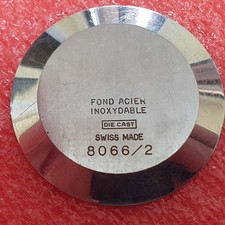 FOND ACIER
INOXYDABLE
DIE CAST
SWISS MADE
8066/2